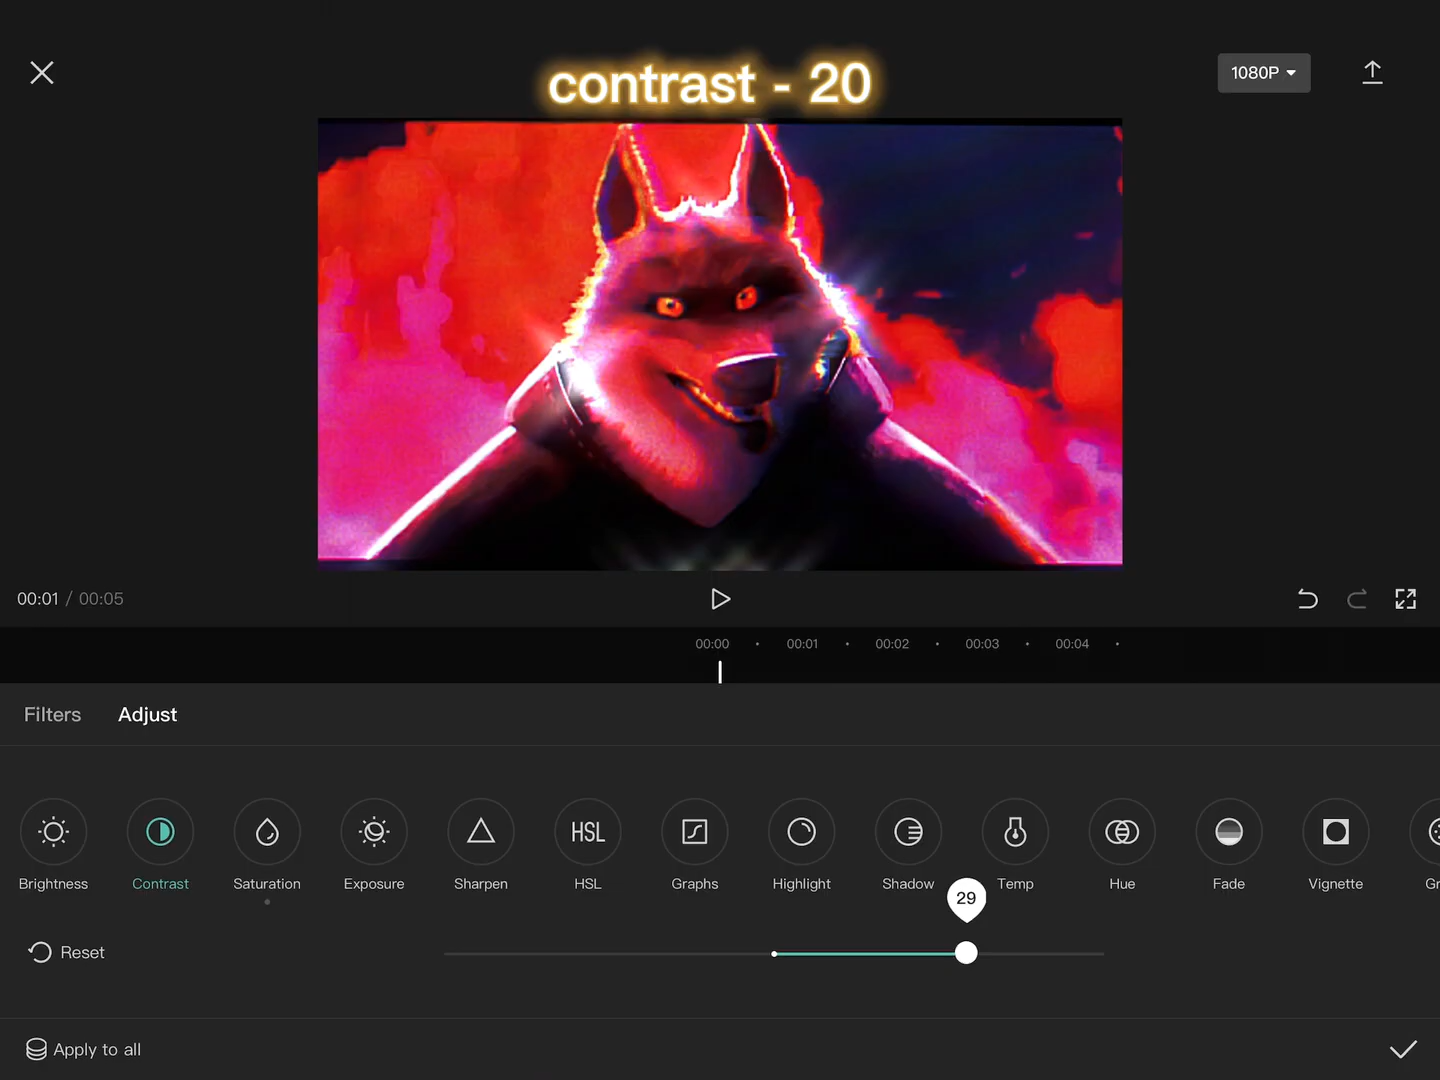 contrast - 20
1080P
00:01 / 00:05
00:00 00:01 00:02 00:03 00:04
Filters Adjust
HSL
Brightness Contrast Saturation Exposure Sharpen HSL Graphs Highlight Shadow Temp Hue Fade Vignette Gr
29
Reset
Apply to all